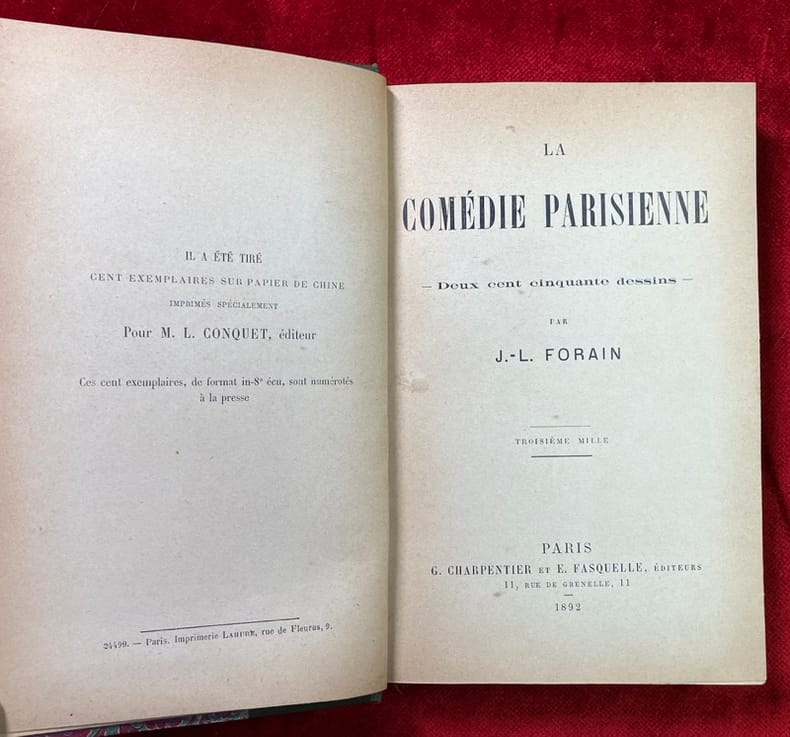 IL A ÉTÉ TIRÉ
CENT EXEMPLAIRES SUR PAPIER DE CHINE
IMPRIMÉS SPÉCIALEMENT
Pour M. L. CONQUET, éditeur
Ces cent exemplaires, de format in-8º écu, sont numérotés
à la presse
24499. — Paris. Imprimerie LAHURE, rue de Fleurus, 9.
LA
COMÉDIE PARISIENNE
— Deux cent cinquante dessins —
PAR
J.-L. FORAIN
TROISIÈME MILLE
PARIS
G. CHARPENTIER ET E. FASQUELLE, ÉDITEURS
11, RUE DE GRENELLE, 11
1892